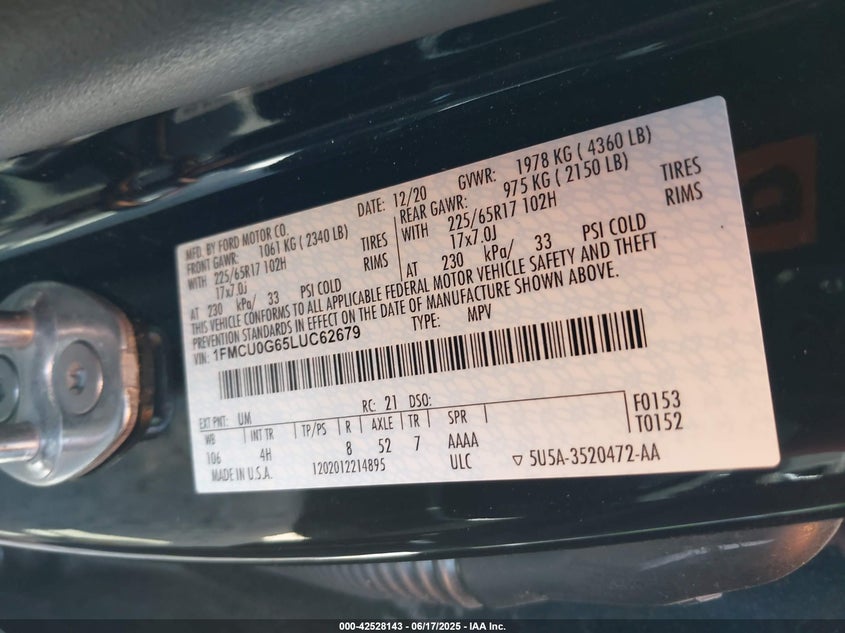 MFD. BY FORD MOTOR CO.
DATE: 12/20 GVWR: 1978 KG ( 4360 LB)
FRONT GAWR: 1061 KG ( 2340 LB)
REAR GAWR: 975 KG ( 2150 LB)
WITH 225/65R17 102H TIRES
WITH 225/65R17 102H TIRES
17x7.0J RIMS
17x7.0J RIMS
AT 230 kPa/ 33 PSI COLD
AT 230 kPa/ 33 PSI COLD
THIS VEHICLE CONFORMS TO ALL APPLICABLE FEDERAL MOTOR VEHICLE SAFETY AND THEFT
PREVENTION STANDARDS IN EFFECT ON THE DATE OF MANUFACTURE SHOWN ABOVE.
VIN: 1FMCU0G65LUC62679 TYPE: MPV
EXT PNT: UM RC: 21 DSO:
WB INT TR TP/PS R AXLE TR SPR
106 4H 8 52 7 AAAA
F0153
T0152
MADE IN U.S.A. 1202012214895 ULC ▽ 5U5A-3520472-AA
000-42528143 - 06/17/2025 - IAA Inc.